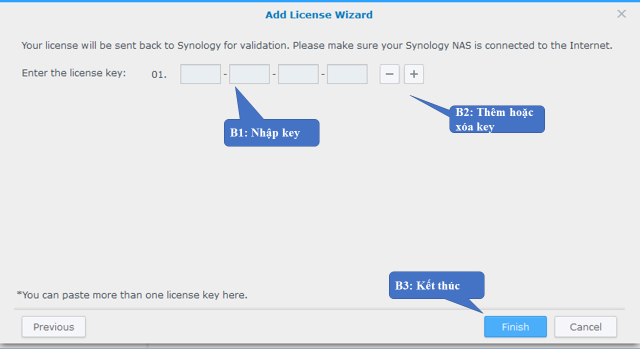 Add License Wizard
Your license will be sent back to Synology for validation. Please make sure your Synology NAS is connected to the Internet.
Enter the license key: 01. - - - − +
B1: Nhập key
B2: Thêm hoặc
xóa key
B3: Kết thúc
*You can paste more than one license key here.
Previous Finish Cancel